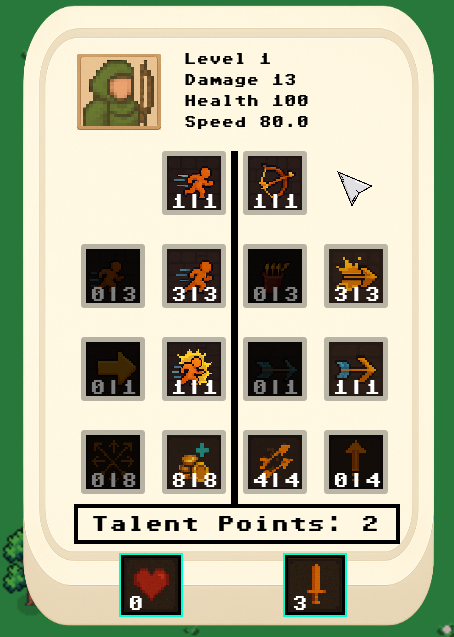 Level 1
Damage 13
Health 100
Speed 80.0
1|1 1|1
0|3 3|3 0|3 3|3
0|1 1|1 0|1 1|1
0|8 8|8 4|4 0|4
Talent Points: 2
0 3